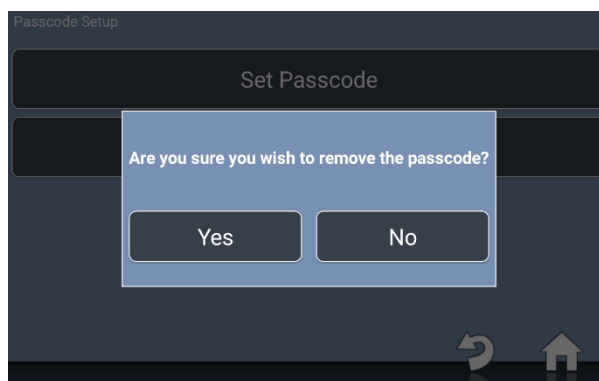 Passcode Setup
Set Passcode
Are you sure you wish to remove the passcode?
Yes
No